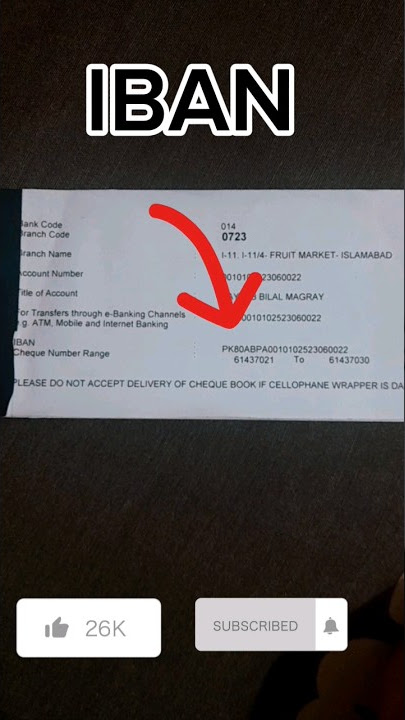 IBAN
Bank Code 014
Branch Code 0723
Branch Name I-11, I-11/4- FRUIT MARKET- ISLAMABAD
Account Number 23060022
Title of Account BILAL MAGRAY
For Transfers through e-Banking Channels 0010102523060022
e.g. ATM, Mobile and Internet Banking
IBAN PK80ABPA0010102523060022
Cheque Number Range 61437021 To 61437030
PLEASE DO NOT ACCEPT DELIVERY OF CHEQUE BOOK IF CELLOPHANE WRAPPER IS DA
26K
SUBSCRIBED